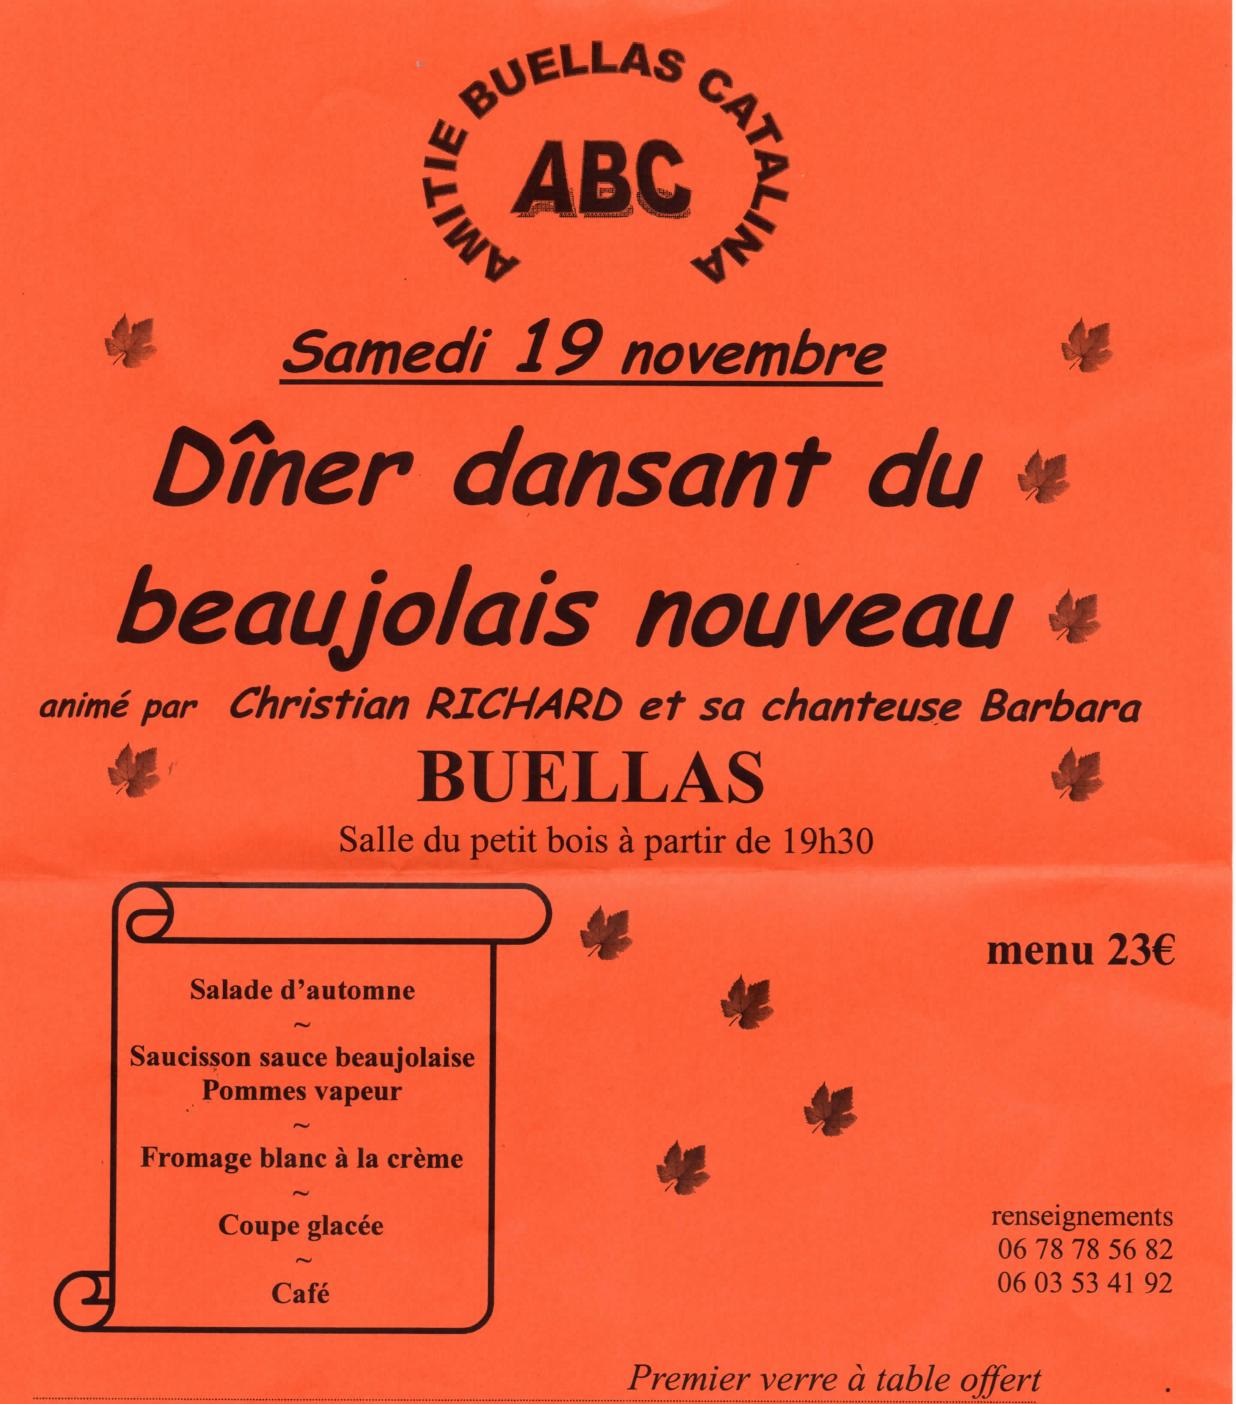 AMITIE BUELLAS CATALINA
ABC
Samedi 19 novembre
Dîner dansant du
beaujolais nouveau
animé par Christian RICHARD et sa chanteuse Barbara
BUELLAS
Salle du petit bois à partir de 19h30
menu 23€
Salade d’automne
~
Saucisson sauce beaujolaise
Pommes vapeur
~
Fromage blanc à la crème
~
Coupe glacée
~
Café
renseignements
06 78 78 56 82
06 03 53 41 92
Premier verre à table offert